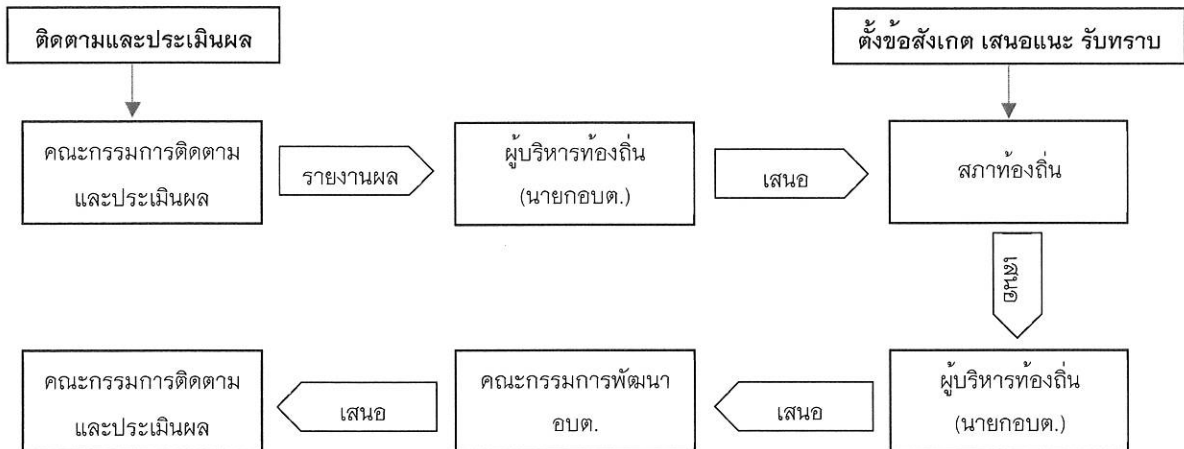 ติดตามและประเมินผล
ตั้งข้อสังเกต เสนอแนะ รับทราบ
คณะกรรมการติดตาม
และประเมินผล
รายงานผล
ผู้บริหารท้องถิ่น
(นายกอบต.)
เสนอ
สภาท้องถิ่น
เสนอ
ผู้บริหารท้องถิ่น
(นายกอบต.)
เสนอ
คณะกรรมการพัฒนา
อบต.
เสนอ
คณะกรรมการติดตาม
และประเมินผล